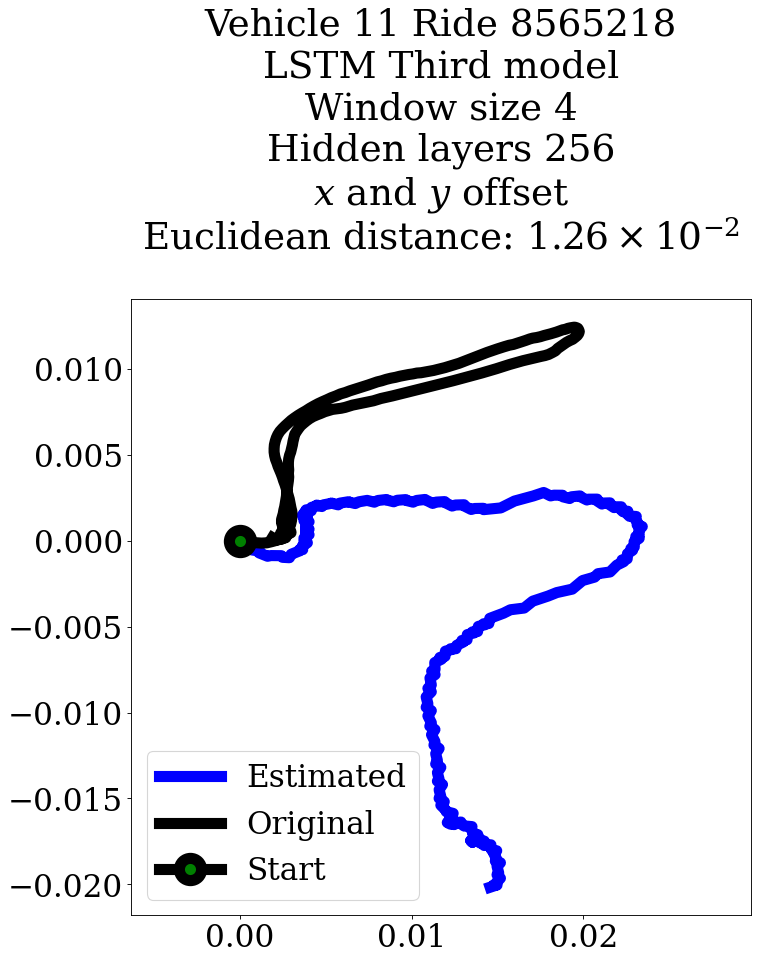 Vehicle 11 Ride 8565218
LSTM Third model
Window size 4
Hidden layers 256
x and y offset
Euclidean distance: 1.26 × 10⁻²
0.010
0.005
0.000
−0.005
−0.010
−0.015
−0.020
Estimated
Original
Start
0.00 0.01 0.02